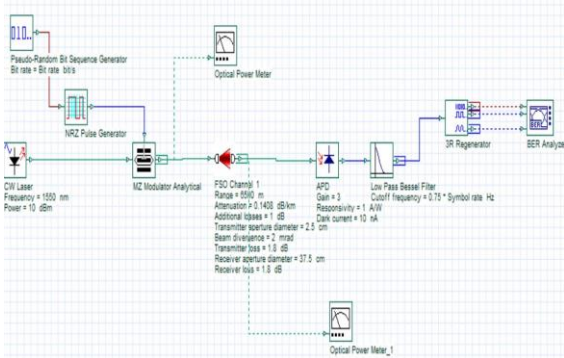 Pseudo-Random Bit Sequence Generator
Bit rate = Bit rate bit/s
Optical Power Meter
NRZ Pulse Generator
3R Regenerator
BER Analyze
CW Laser
Frequency = 1550 nm
Power = 10 dBm
MZ Modulator Analytical
FSO Channel 1
Attenuation = 0.1408 dB/km
Additional losses = 1 dB
Transmitter aperture diameter = 2.5 cm
Beam divergence = 2 mrad
Transmitter loss = 1.8 dB
Receiver aperture diameter = 37.5 cm
Receiver loss = 1.8 dB
APD
Gain = 3
Responsivity = 1 A/W
Dark current = 10 nA
Low Pass Bessel Filter
Cutoff frequency = 0.75 * Symbol rate Hz
Optical Power Meter_1